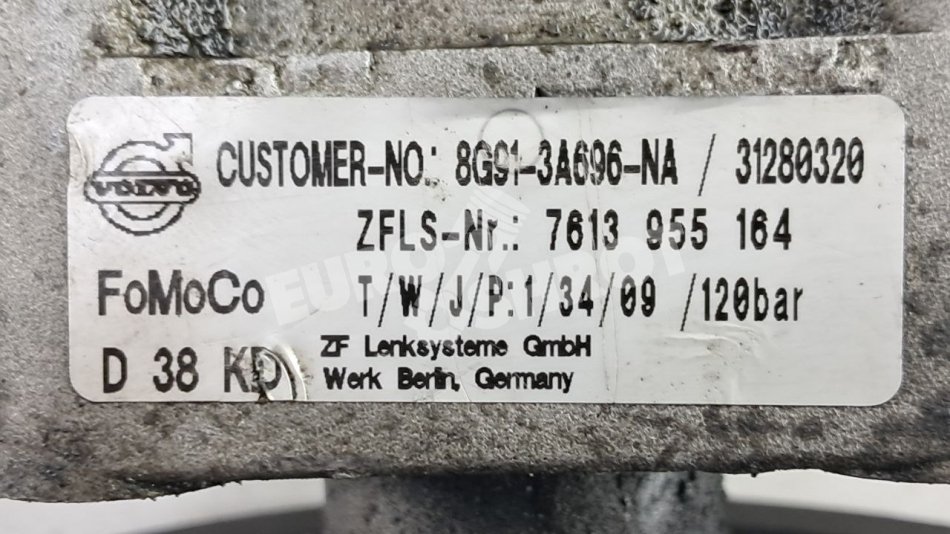 VOLVO
CUSTOMER-NO.: 8G91-3A696-NA / 31280320
ZFLS-Nr.: 7613 955 164
FoMoCo
T/W/J/P:1/34/09 /120bar
D 38 KD
ZF Lenksysteme GmbH
Werk Berlin, Germany